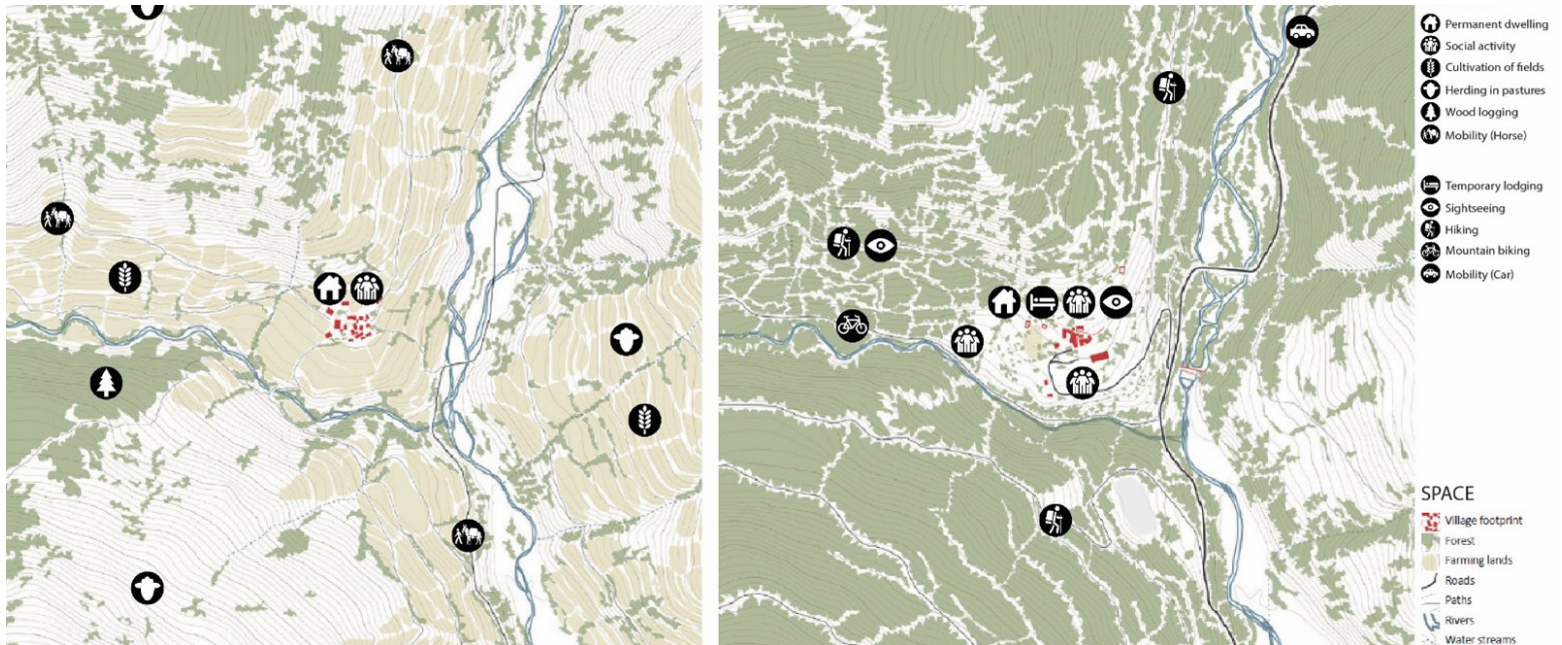 Permanent dwelling
Social activity
Cultivation of fields
Herding in pastures
Wood logging
Mobility (Horse)
Temporary lodging
Sightseeing
Hiking
Mountain biking
Mobility (Car)
SPACE
Village footprint
Forest
Farming lands
Roads
Paths
Rivers
Water streams